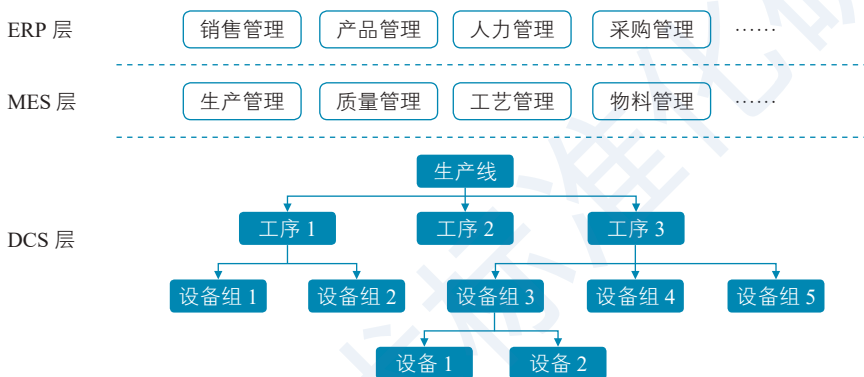 ERP 层 销售管理 产品管理 人力管理 采购管理 ……
MES 层 生产管理 质量管理 工艺管理 物料管理 ……
生产线
DCS 层 工序 1 工序 2 工序 3
设备组 1 设备组 2 设备组 3 设备组 4 设备组 5
设备 1 设备 2
标准化